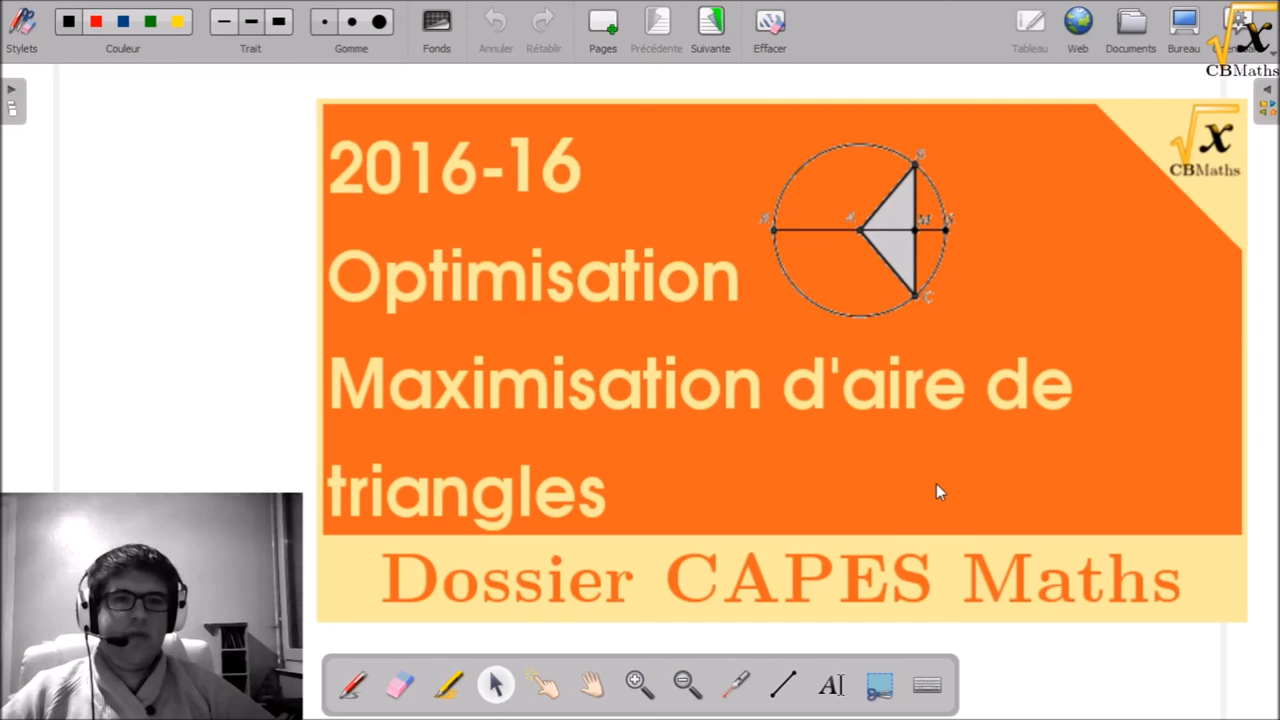 Stylets
Couleur
Trait
Gomme
Fonds
Annuler
Rétablir
Pages
Précédente
Suivante
Effacer
Tableau
Web
Documents
Bureau
x
CBMaths
2016-16
Optimisation
Maximisation d'aire de
triangles
x
CBMaths
C
Dossier CAPES Maths
AI